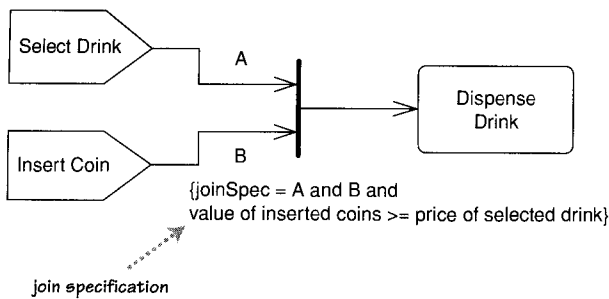 Select Drink
A
Dispense
Drink
Insert Coin
B
{joinSpec = A and B and
value of inserted coins >= price of selected drink}
join specification